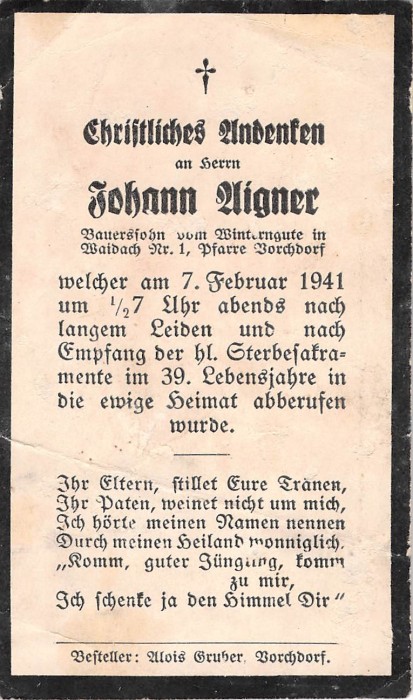 Christliches Andenken
an Herrn
Johann Aigner
Bauerssohn vom Winterngute in
Waidach Nr. 1, Pfarre Vorchdorf
welcher am 7. Februar 1941
um ½7 Uhr abends nach
langem Leiden und nach
Empfang der hl. Sterbesakra-
mente im 39. Lebensjahre in
die ewige Heimat abberufen
wurde.
Ihr Eltern, stillet Eure Tränen,
Ihr Paten, weinet nicht um mich,
Ich hörte meinen Namen nennen
Durch meinen Heiland wonniglich.
„Komm, guter Jüngling, komm
zu mir,
Ich schenke ja den Himmel Dir"
Besteller: Alois Gruber, Vorchdorf.